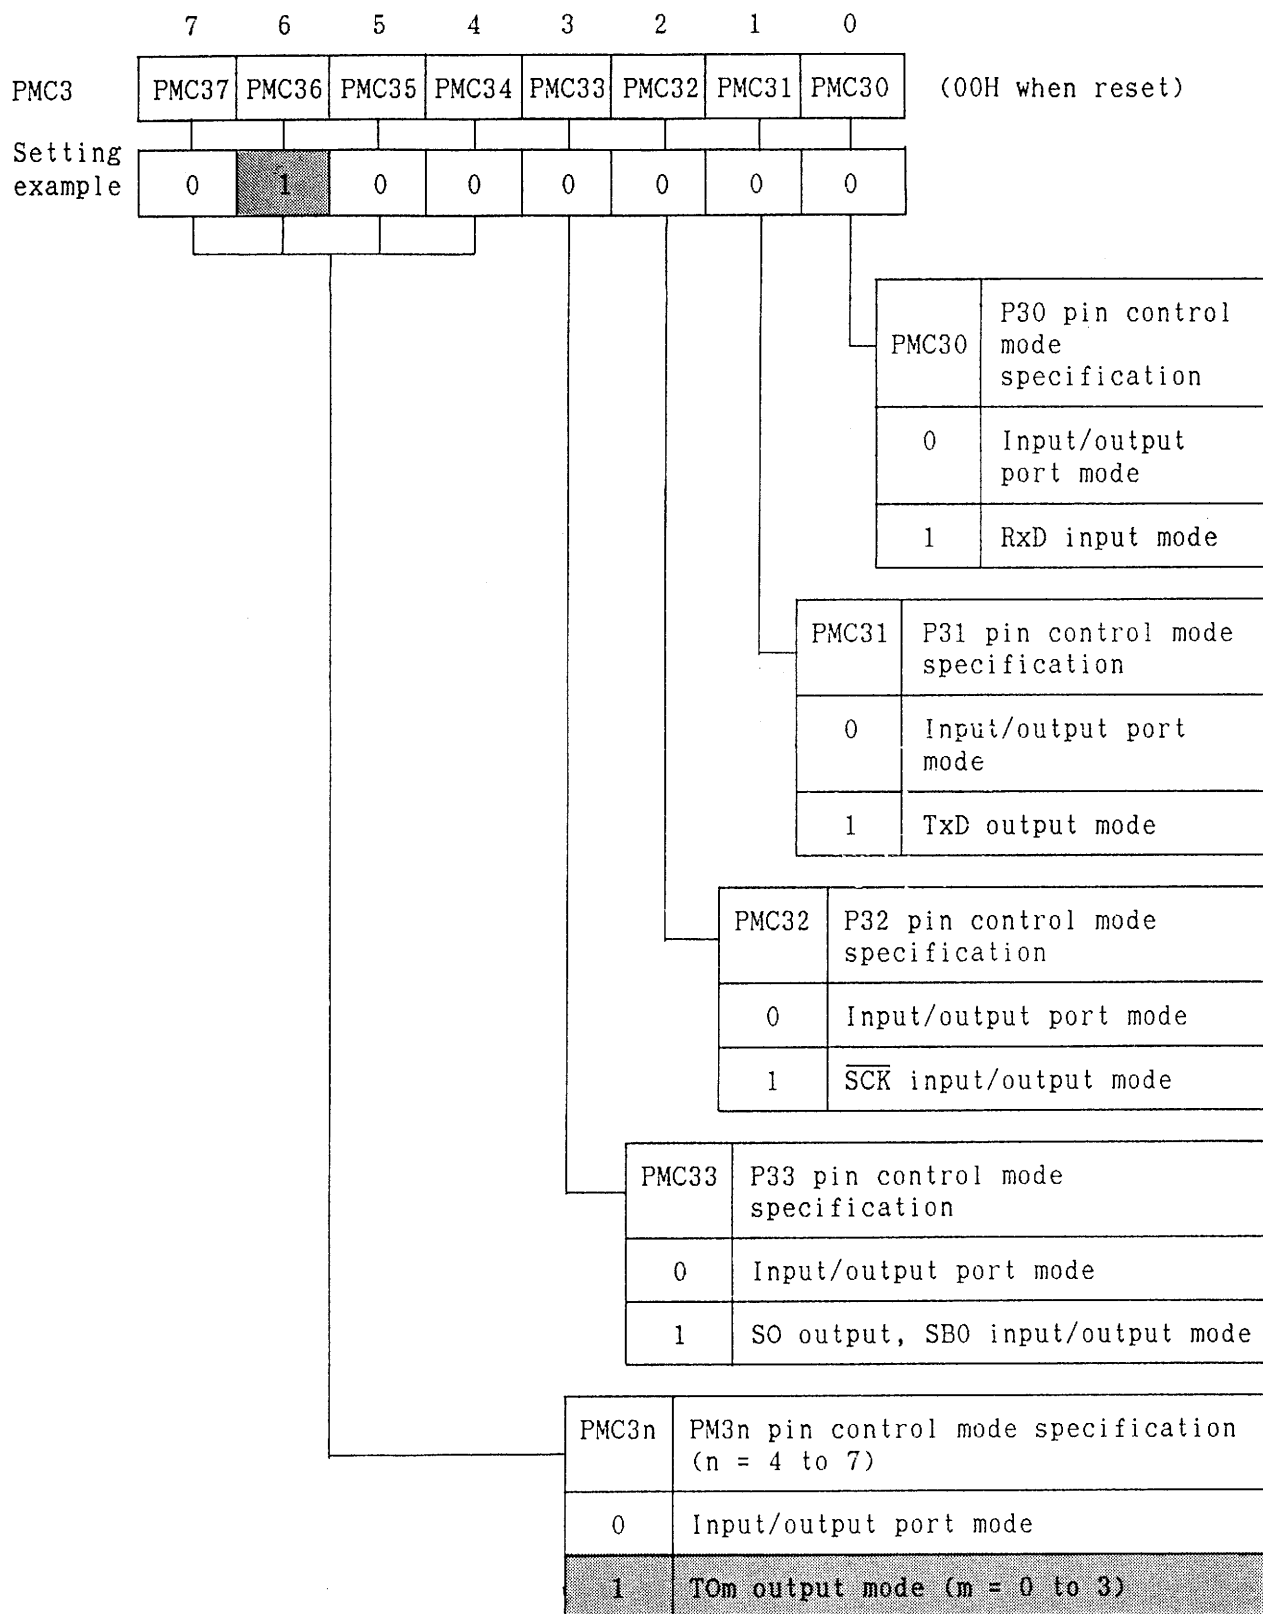 7 6 5 4 3 2 1 0
PMC3 PMC37 PMC36 PMC35 PMC34 PMC33 PMC32 PMC31 PMC30 (00H when reset)
Setting
example 0 1 0 0 0 0 0 0
PMC30 P30 pin control
mode
specification
0 Input/output
port mode
1 RxD input mode
PMC31 P31 pin control mode
specification
0 Input/output port
mode
1 TxD output mode
PMC32 P32 pin control mode
specification
0 Input/output port mode
1 S̅C̅K̅ input/output mode
PMC33 P33 pin control mode
specification
0 Input/output port mode
1 SO output, SB0 input/output mode
PMC3n PM3n pin control mode specification
(n = 4 to 7)
0 Input/output port mode
1 TOm output mode (m = 0 to 3)